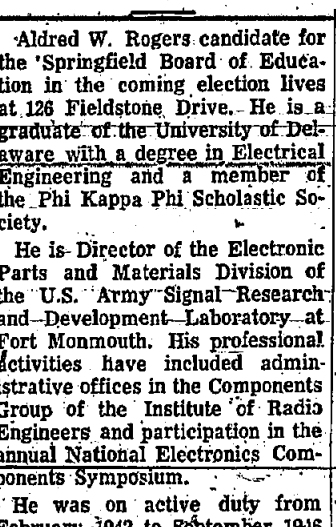 Aldred W. Rogers candidate for
the Springfield Board of Educa-
tion in the coming election lives
at 126 Fieldstone Drive. He is a
graduate of the University of Del-
aware with a degree in Electrical
Engineering and a member of
the Phi Kappa Phi Scholastic So-
ciety.
He is Director of the Electronic
Parts and Materials Division of
the U.S. Army Signal Research
and Development Laboratory at
Fort Monmouth. His professional
activities have included admin-
istrative offices in the Components
Group of the Institute of Radio
Engineers and participation in the
annual National Electronics Com-
ponents Symposium.
He was on active duty from
February 1942 to September